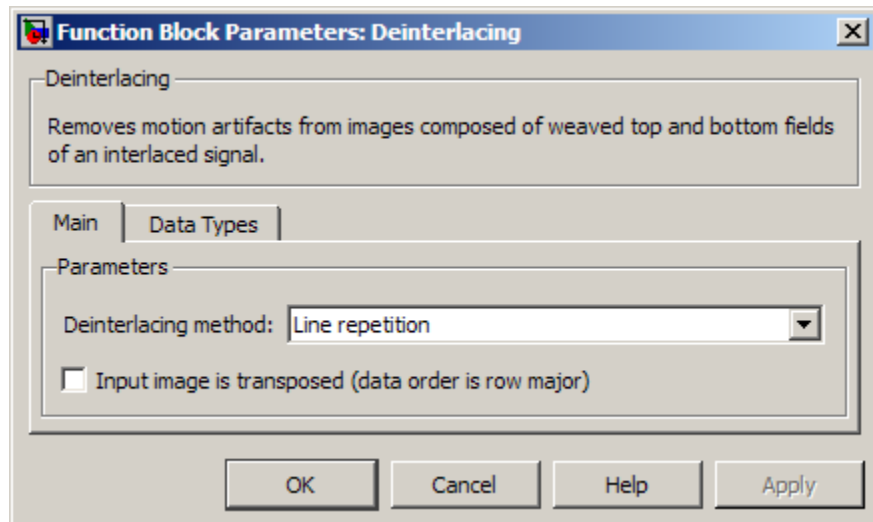 Function Block Parameters: Deinterlacing
Deinterlacing
Removes motion artifacts from images composed of weaved top and bottom fields
of an interlaced signal.
Main Data Types
Parameters
Deinterlacing method: Line repetition
Input image is transposed (data order is row major)
OK Cancel Help Apply